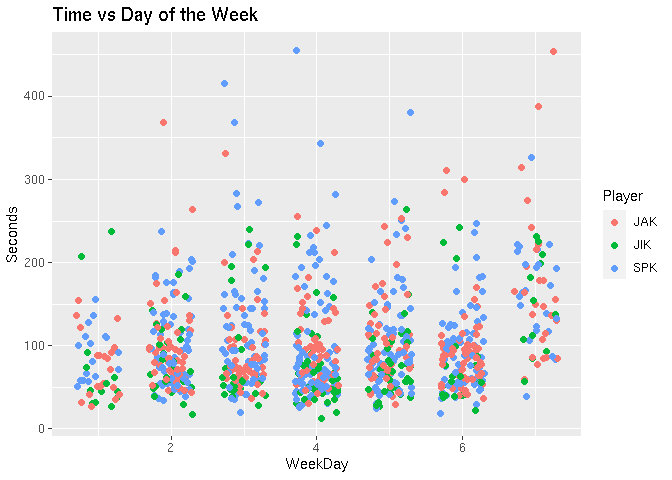 Time vs Day of the Week
400
300
200
100
0
Seconds
2 4 6
WeekDay
Player
JAK
JIK
SPK